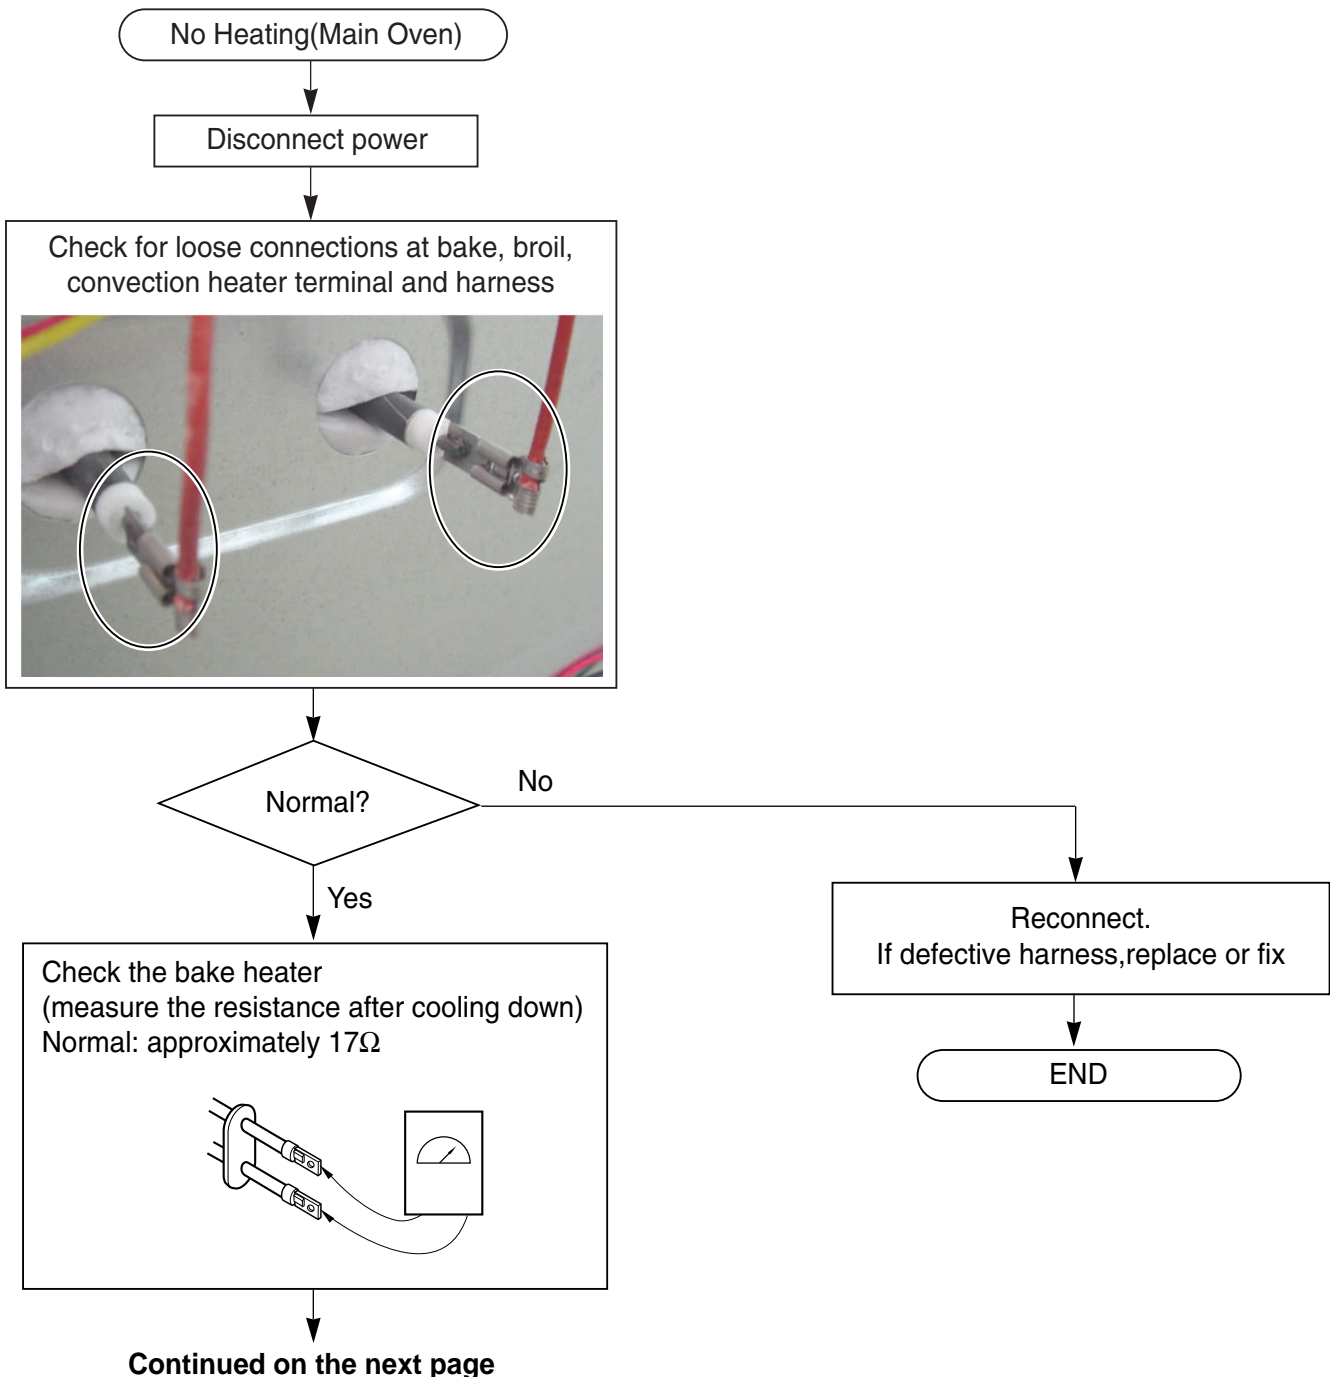 No Heating(Main Oven)
Disconnect power
Check for loose connections at bake, broil,
convection heater terminal and harness
Normal?
No
Yes
Reconnect.
If defective harness,replace or fix
END
Check the bake heater
(measure the resistance after cooling down)
Normal: approximately 17Ω
Continued on the next page